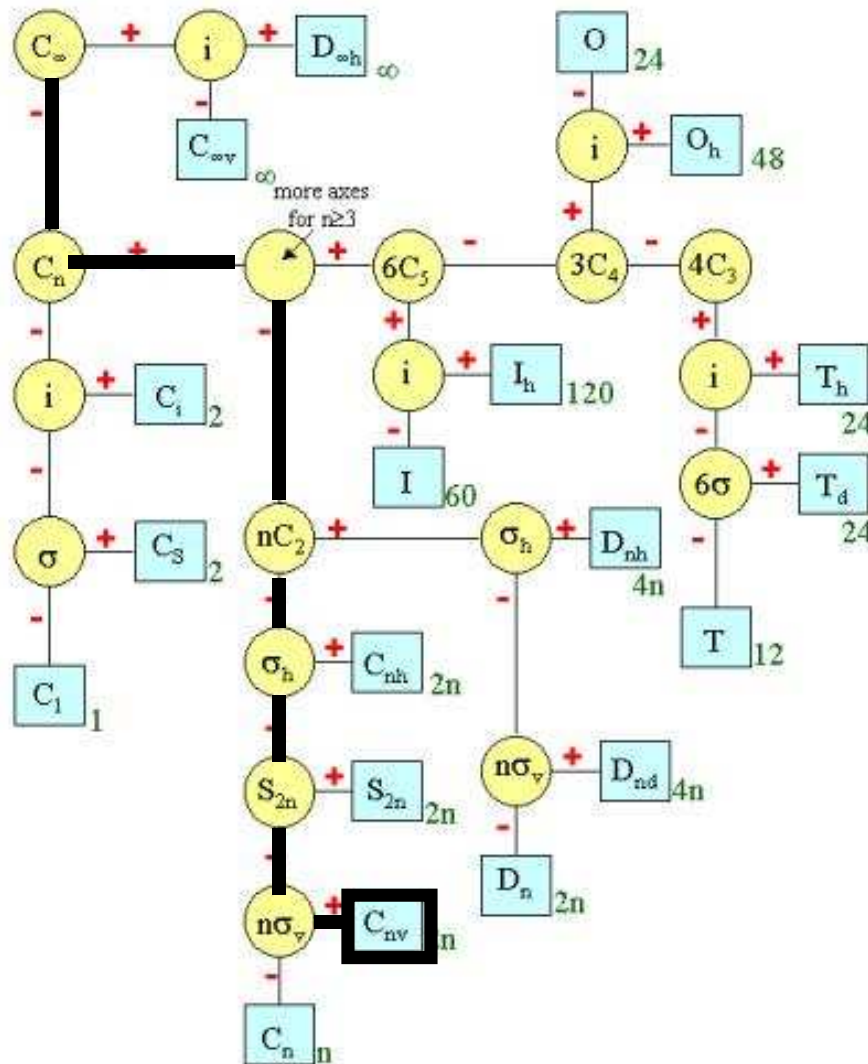 C∞ + i + D∞h ∞
O 24
- - -
C∞v ∞
i + Oh 48
more axes
for n≥3
+
Cn + + 6C5 - 3C4 - 4C3
- - + +
i + Ci 2
i + Ih 120
i + Th 24
- - -
I 60
6σ + Td 24
nC2 + σh + Dnh 4n
σ + CS 2
- - - -
T 12
σh + Cnh 2n
C1 1
-
S2n + S2n 2n
nσv + Dnd 4n
- -
Dn 2n
nσv + Cnv n
-
Cn n